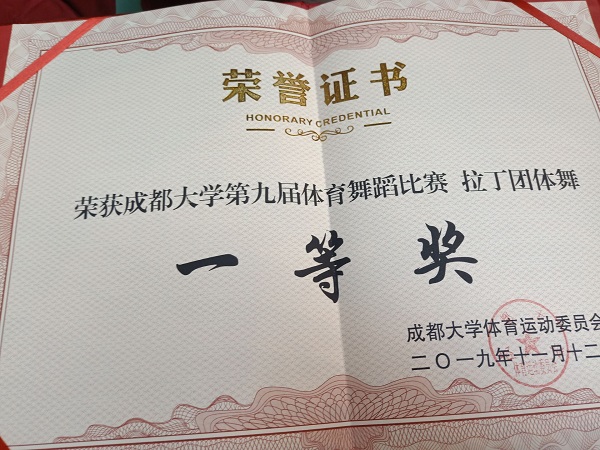 荣誉证书
HONORARY CREDENTIAL
荣获成都大学第九届体育舞蹈比赛 拉丁团体舞
一等奖
成都大学体育运动委员会
二〇一九年十一月十二